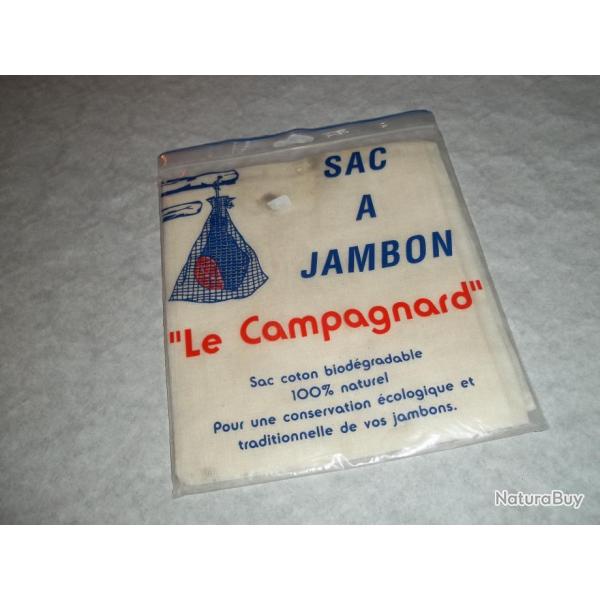 SAC
A
JAMBON
"Le Campagnard"
Sac coton biodégradable
100% naturel
Pour une conservation écologique et
traditionnelle de vos jambons.
NaturaBuy